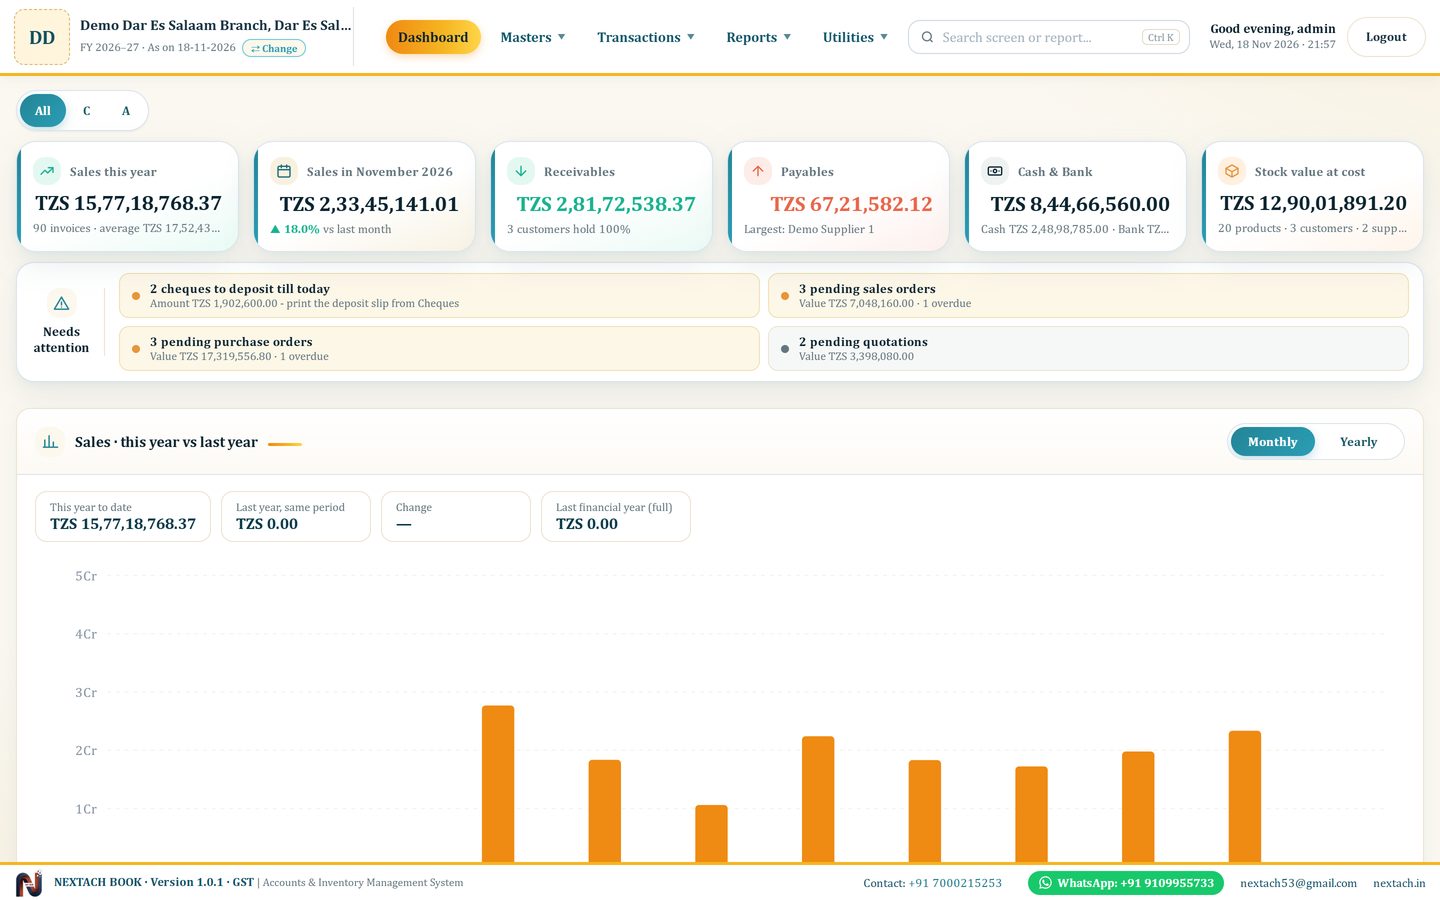 DD
Demo Dar Es Salaam Branch, Dar Es Sal...
FY 2026–27 · As on 18-11-2026 ⇄ Change
Dashboard
Masters ▼
Transactions ▼
Reports ▼
Utilities ▼
Search screen or report...
Ctrl K
Good evening, admin
Wed, 18 Nov 2026 · 21:57
Logout
All C A
Sales this year
TZS 15,77,18,768.37
90 invoices · average TZS 17,52,43...
Sales in November 2026
TZS 2,33,45,141.01
▲ 18.0% vs last month
Receivables
TZS 2,81,72,538.37
3 customers hold 100%
Payables
TZS 67,21,582.12
Largest: Demo Supplier 1
Cash & Bank
TZS 8,44,66,560.00
Cash TZS 2,48,98,785.00 · Bank TZ...
Stock value at cost
TZS 12,90,01,891.20
20 products · 3 customers · 2 supp...
Needs
attention
2 cheques to deposit till today
Amount TZS 1,902,600.00 - print the deposit slip from Cheques
3 pending sales orders
Value TZS 7,048,160.00 · 1 overdue
3 pending purchase orders
Value TZS 17,319,556.80 · 1 overdue
2 pending quotations
Value TZS 3,398,080.00
Sales · this year vs last year
Monthly Yearly
This year to date
TZS 15,77,18,768.37
Last year, same period
TZS 0.00
Change
—
Last financial year (full)
TZS 0.00
5Cr
4Cr
3Cr
2Cr
1Cr
N
NEXTACH BOOK · Version 1.0.1 · GST | Accounts & Inventory Management System
Contact: +91 7000215253
WhatsApp: +91 9109955733
nextach53@gmail.com
nextach.in